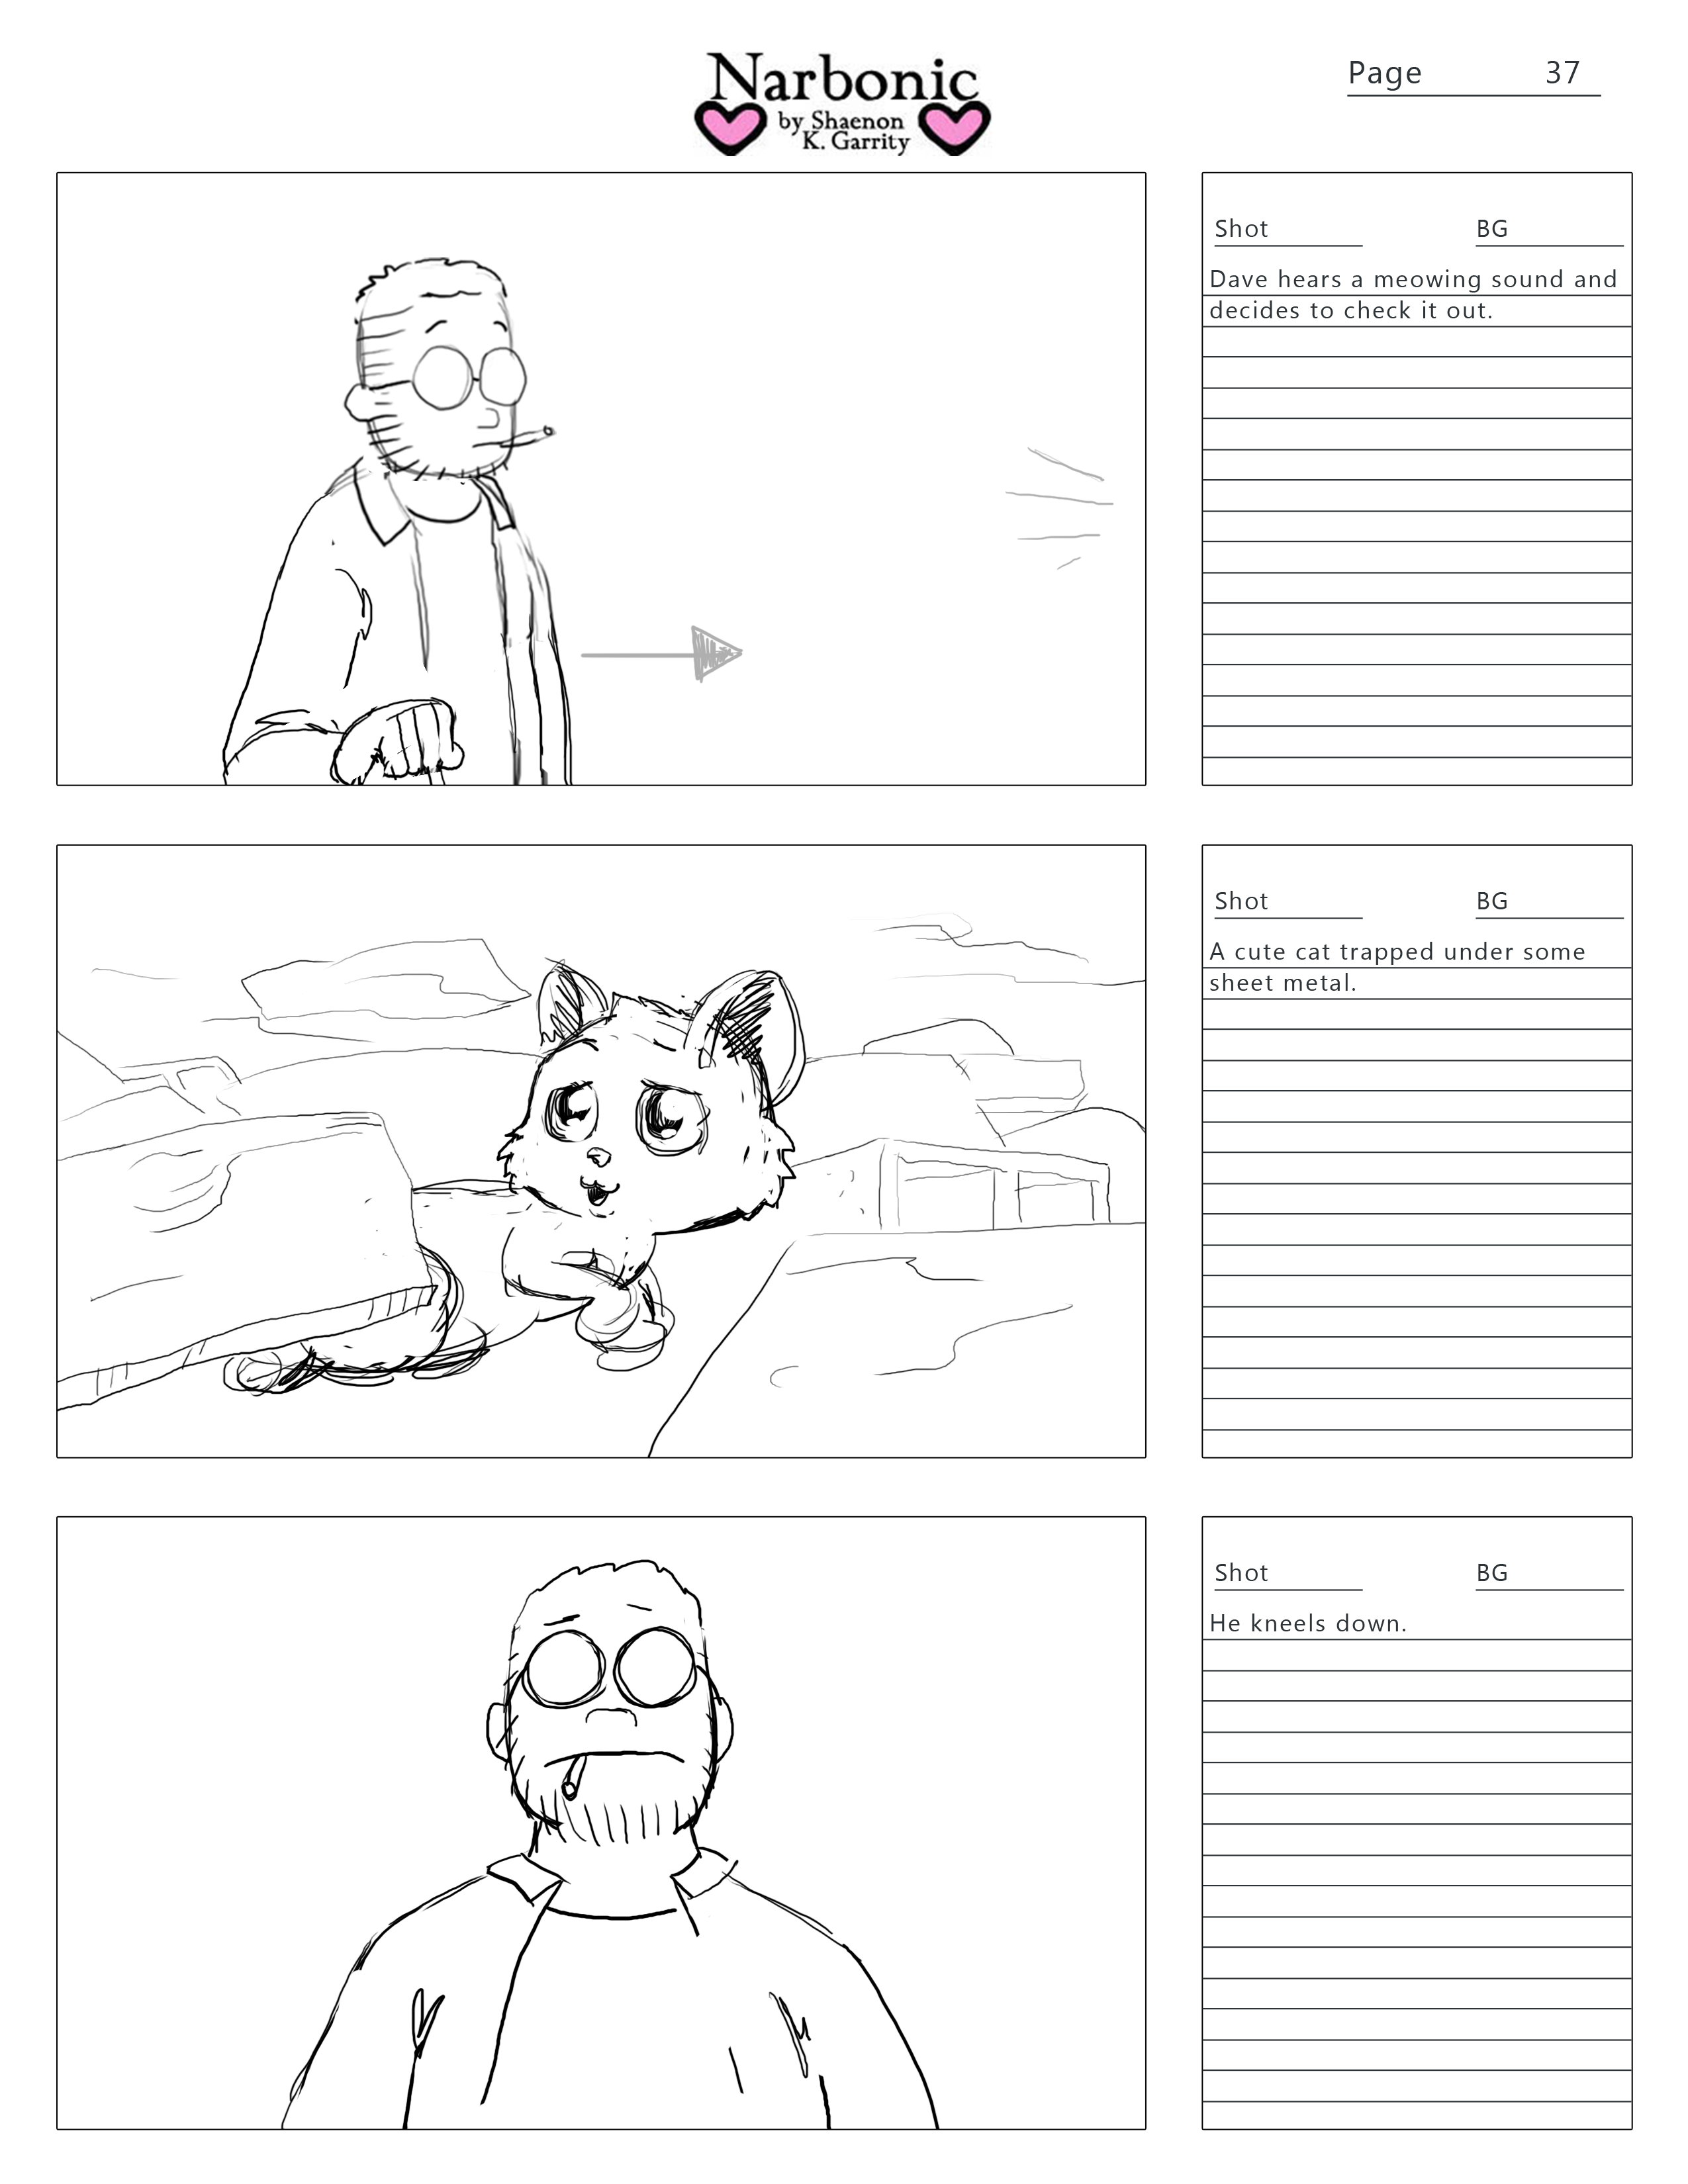 Narbonic
by Shaenon
K. Garrity
Page 37
Shot BG
Dave hears a meowing sound and
decides to check it out.
Shot BG
A cute cat trapped under some
sheet metal.
Shot BG
He kneels down.